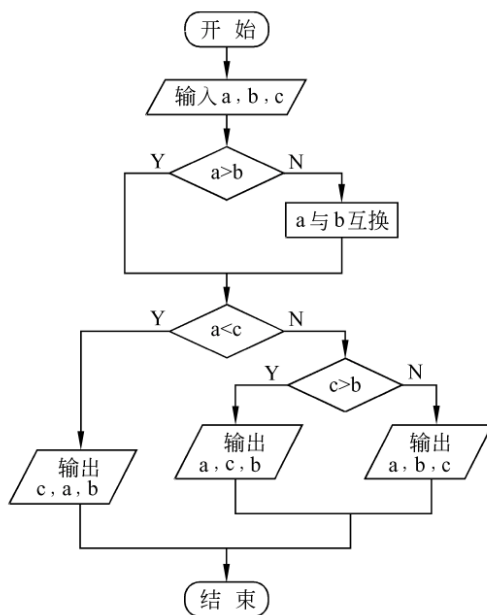 开 始
输入 a , b , c
Y
a>b
N
a 与 b 互换
Y
a<c
N
Y
c>b
N
输出
c , a , b
输出
a , c , b
输出
a , b , c
结 束